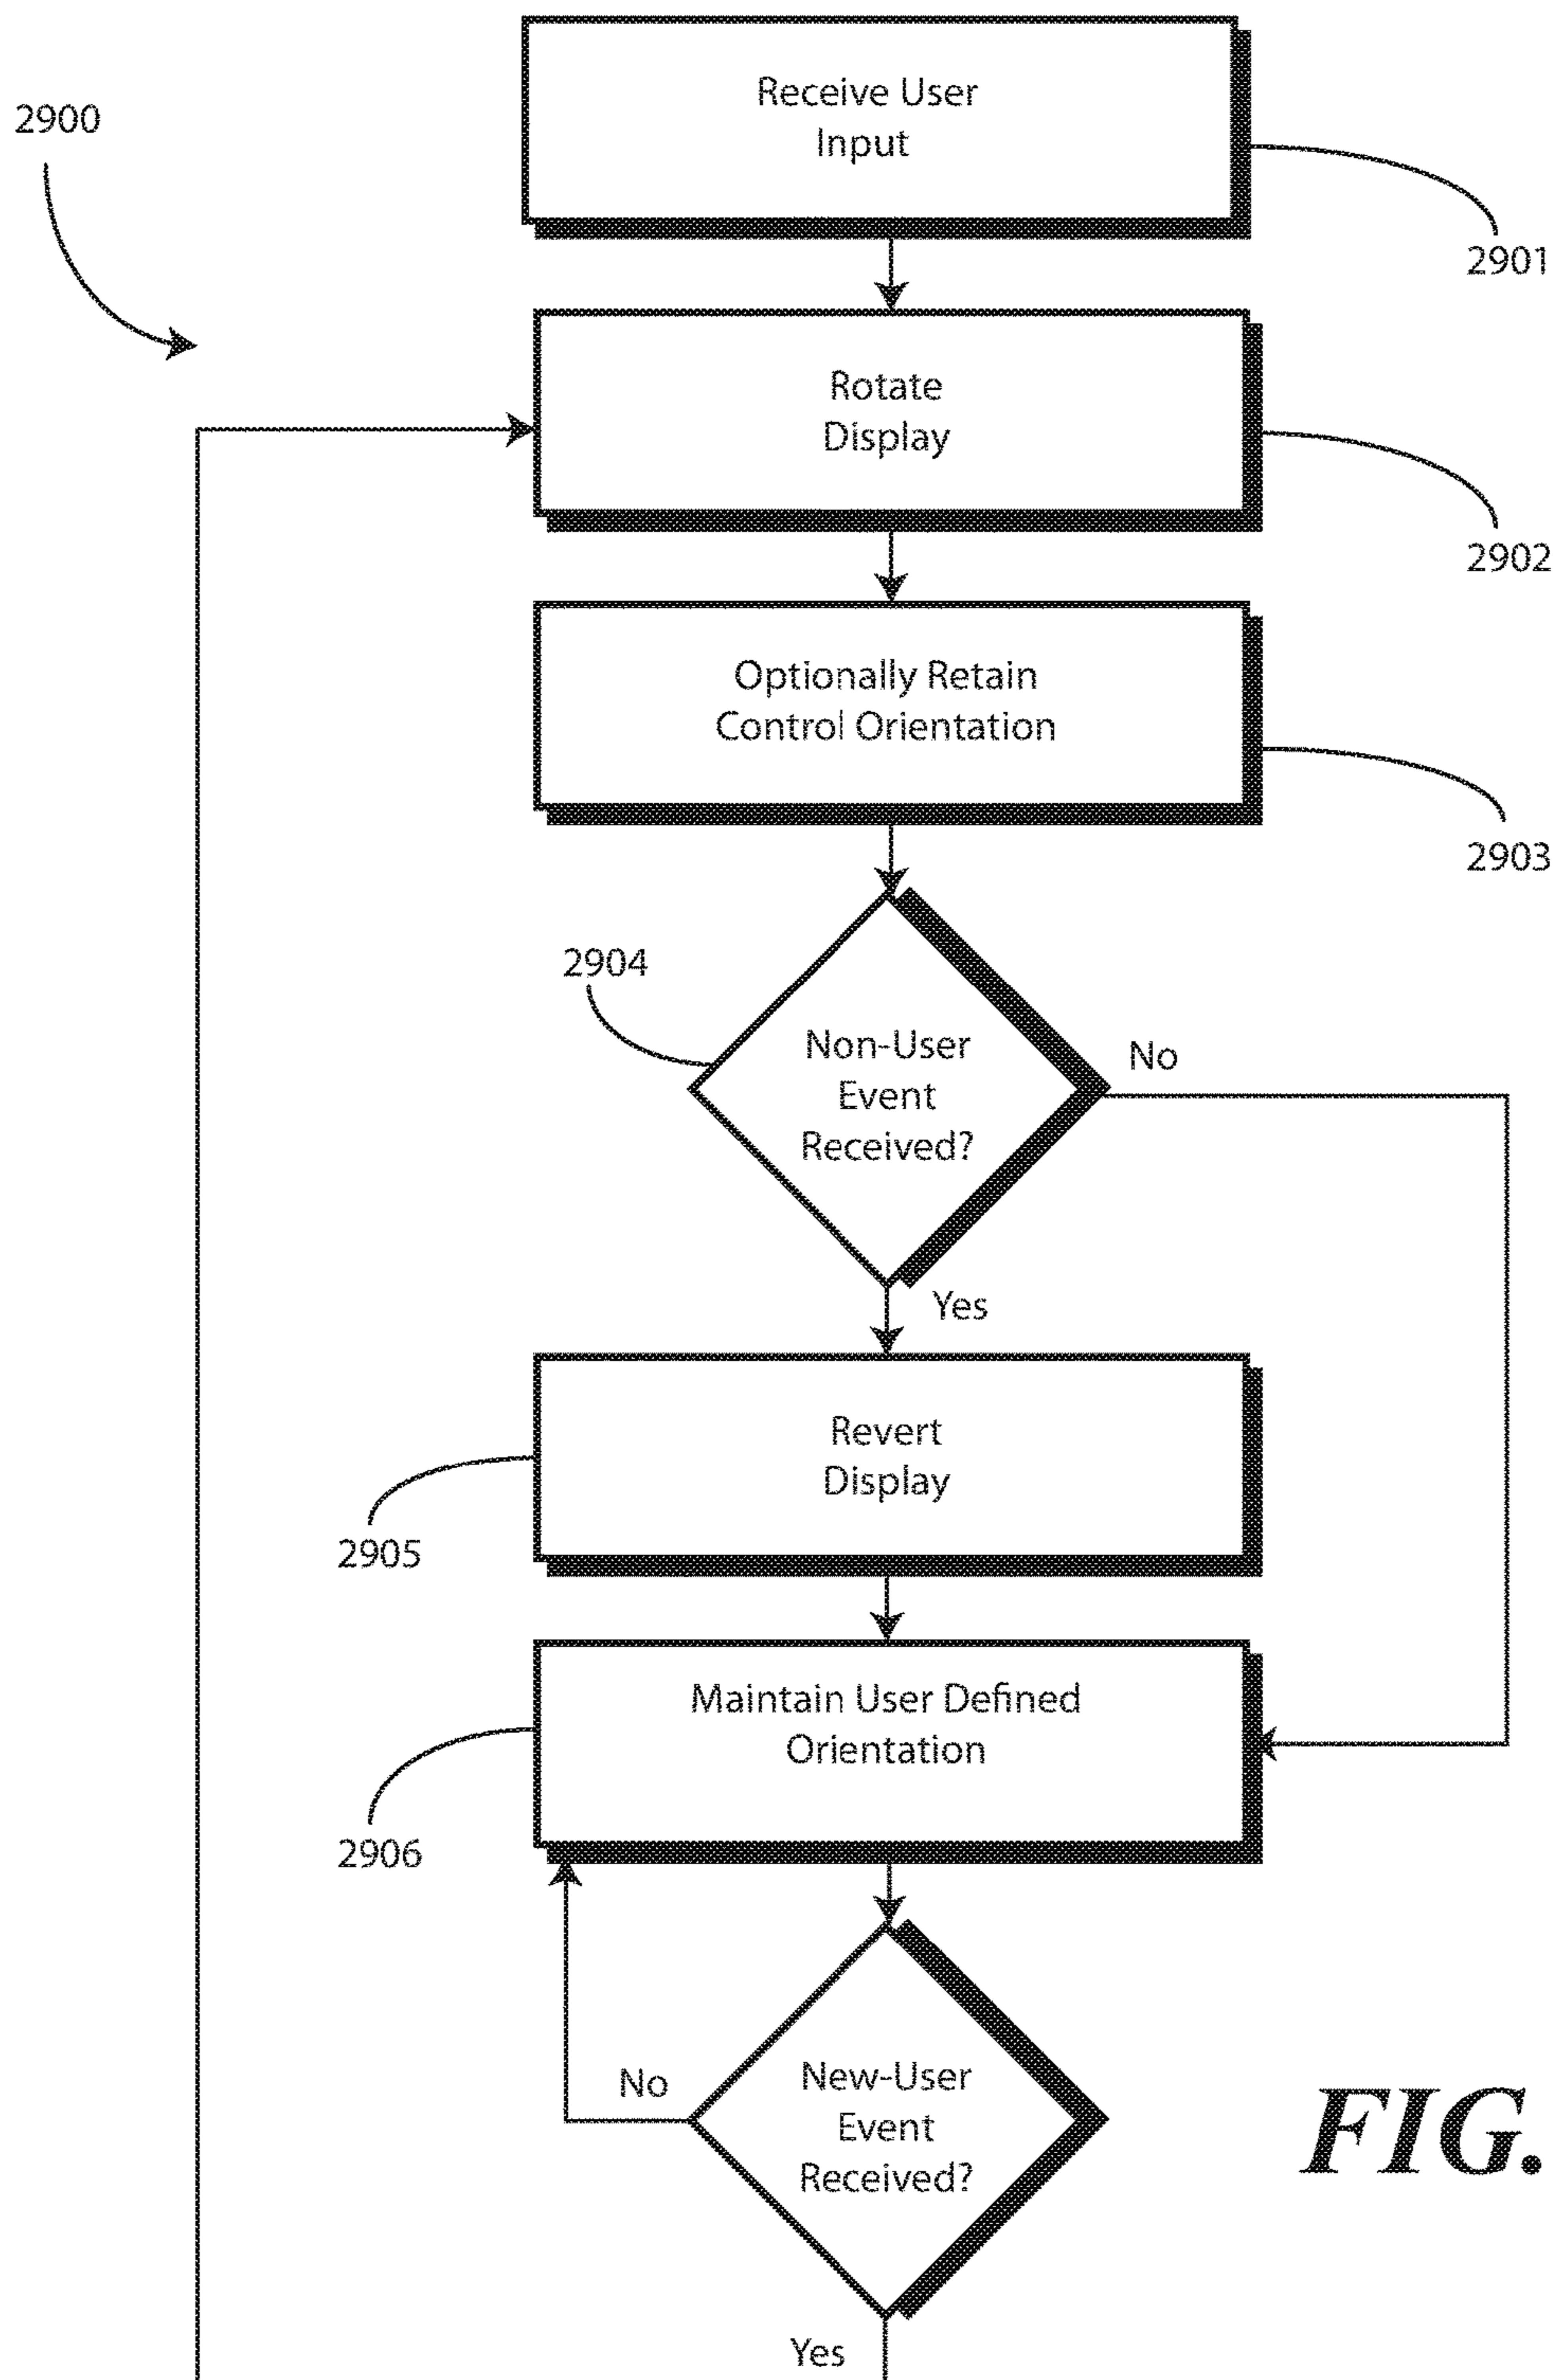 2900
Receive User
Input
2901
Rotate
Display
2902
Optionally Retain
Control Orientation
2903
2904
Non-User
Event
Received?
No
Yes
Revert
Display
2905
Maintain User Defined
Orientation
2906
No
New-User
Event
Received?
FIG.
Yes